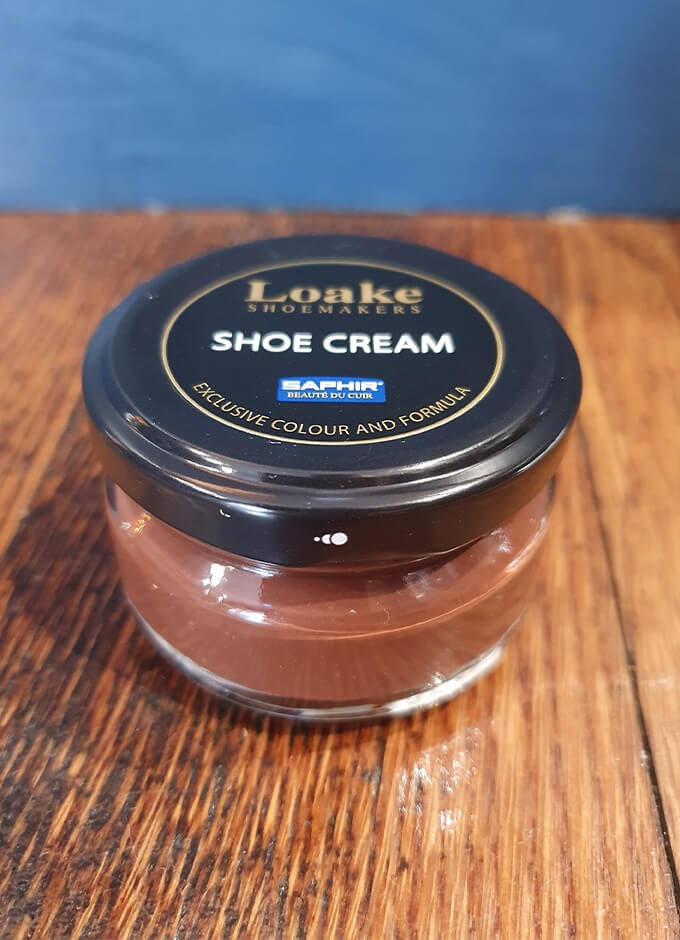 Loake
SHOEMAKERS
SHOE CREAM
SAPHIR®
BEAUTÉ DU CUIR
EXCLUSIVE COLOUR AND FORMULA